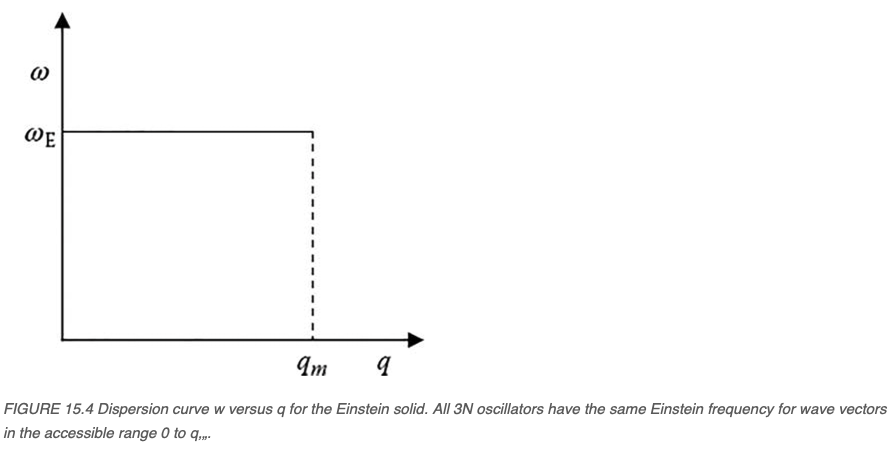 ω
ωE
qm
q
FIGURE 15.4 Dispersion curve w versus q for the Einstein solid. All 3N oscillators have the same Einstein frequency for wave vectors
in the accessible range 0 to q,,,.